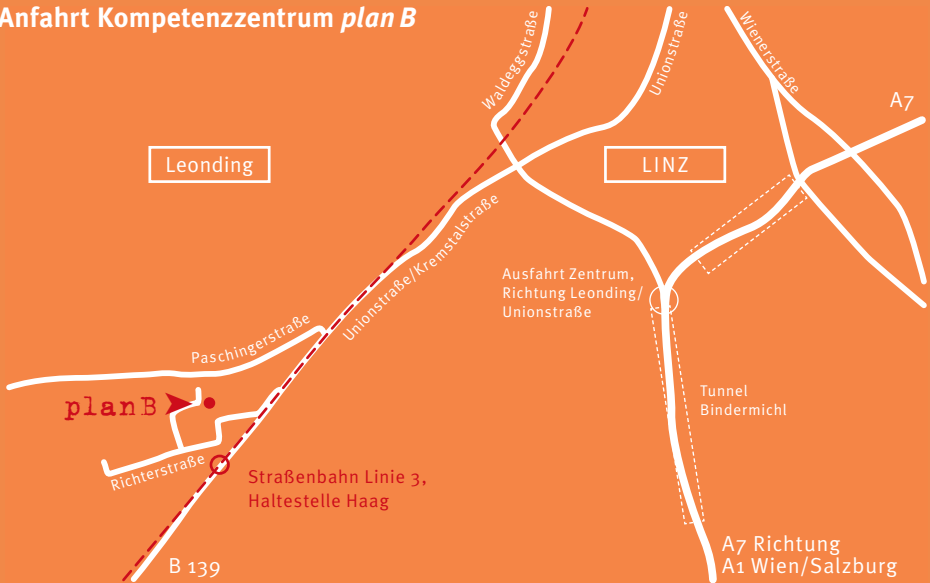 Anfahrt Kompetenzzentrum plan B
Waldeggstraße
Unionstraße
Wienerstraße
A7
Leonding
LINZ
Unionstraße/Kremstalstraße
Ausfahrt Zentrum,
Richtung Leonding/
Unionstraße
Paschingerstraße
planB
Tunnel
Bindermichl
Richterstraße
Straßenbahn Linie 3,
Haltestelle Haag
B 139
A7 Richtung
A1 Wien/Salzburg